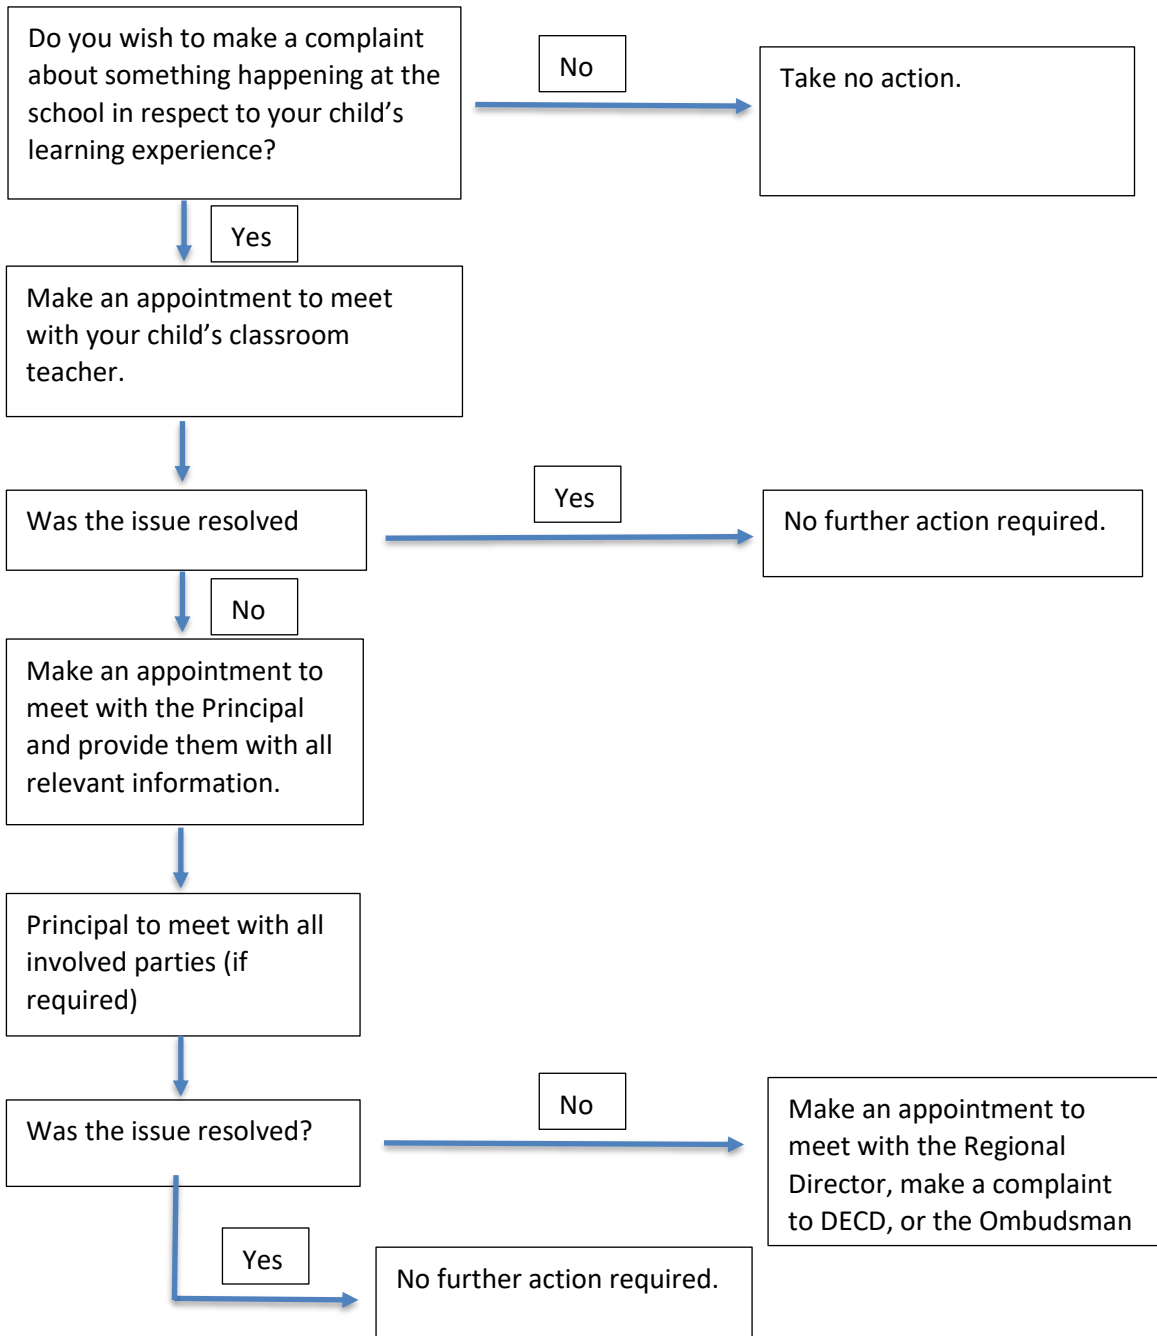 Do you wish to make a complaint
about something happening at the
school in respect to your child’s
learning experience?
No
Take no action.
Yes
Make an appointment to meet
with your child’s classroom
teacher.
Was the issue resolved
Yes
No further action required.
No
Make an appointment to
meet with the Principal
and provide them with all
relevant information.
Principal to meet with all
involved parties (if
required)
Was the issue resolved?
No
Make an appointment to
meet with the Regional
Director, make a complaint
to DECD, or the Ombudsman
Yes
No further action required.